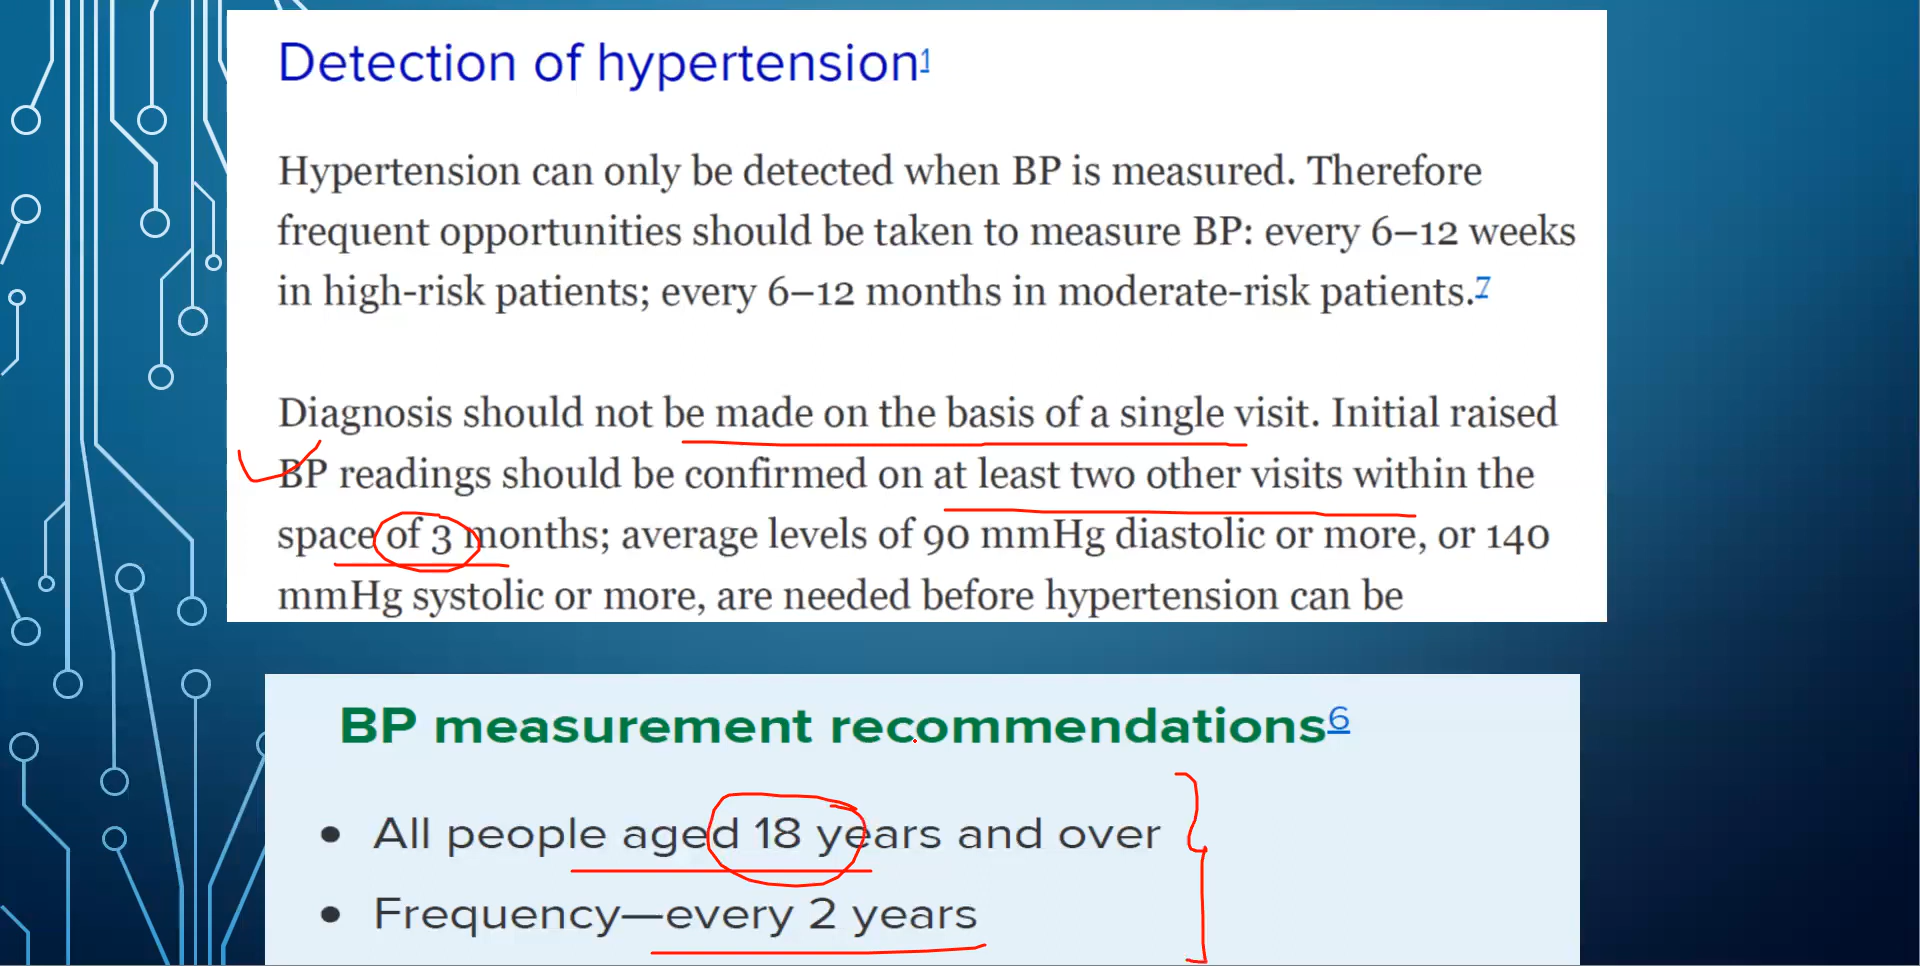 Detection of hypertension1
Hypertension can only be detected when BP is measured. Therefore
frequent opportunities should be taken to measure BP: every 6–12 weeks
in high-risk patients; every 6–12 months in moderate-risk patients.7
Diagnosis should not be made on the basis of a single visit. Initial raised
BP readings should be confirmed on at least two other visits within the
space of 3 months; average levels of 90 mmHg diastolic or more, or 140
mmHg systolic or more, are needed before hypertension can be
BP measurement recommendations6
• All people aged 18 years and over
• Frequency—every 2 years